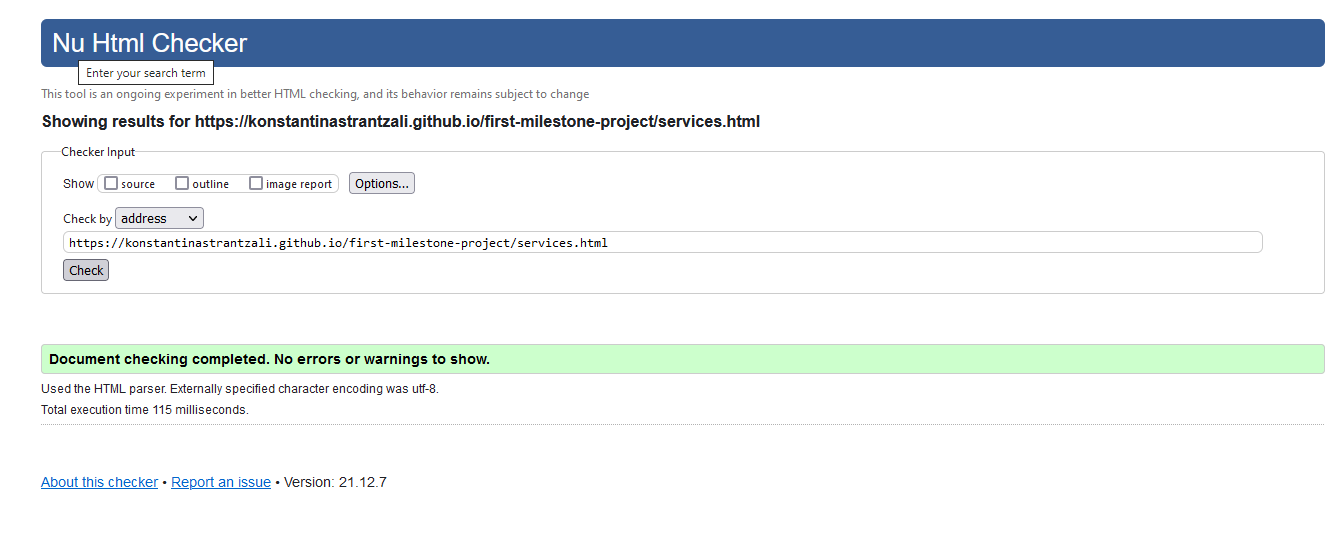 Nu Html Checker
Enter your search term
This tool is an ongoing experiment in better HTML checking, and its behavior remains subject to change
Showing results for https://konstantinastrantzali.github.io/first-milestone-project/services.html
Checker Input
Show source outline image report Options...
Check by address
https://konstantinastrantzali.github.io/first-milestone-project/services.html
Check
Document checking completed. No errors or warnings to show.
Used the HTML parser. Externally specified character encoding was utf-8.
Total execution time 115 milliseconds.
About this checker • Report an issue • Version: 21.12.7